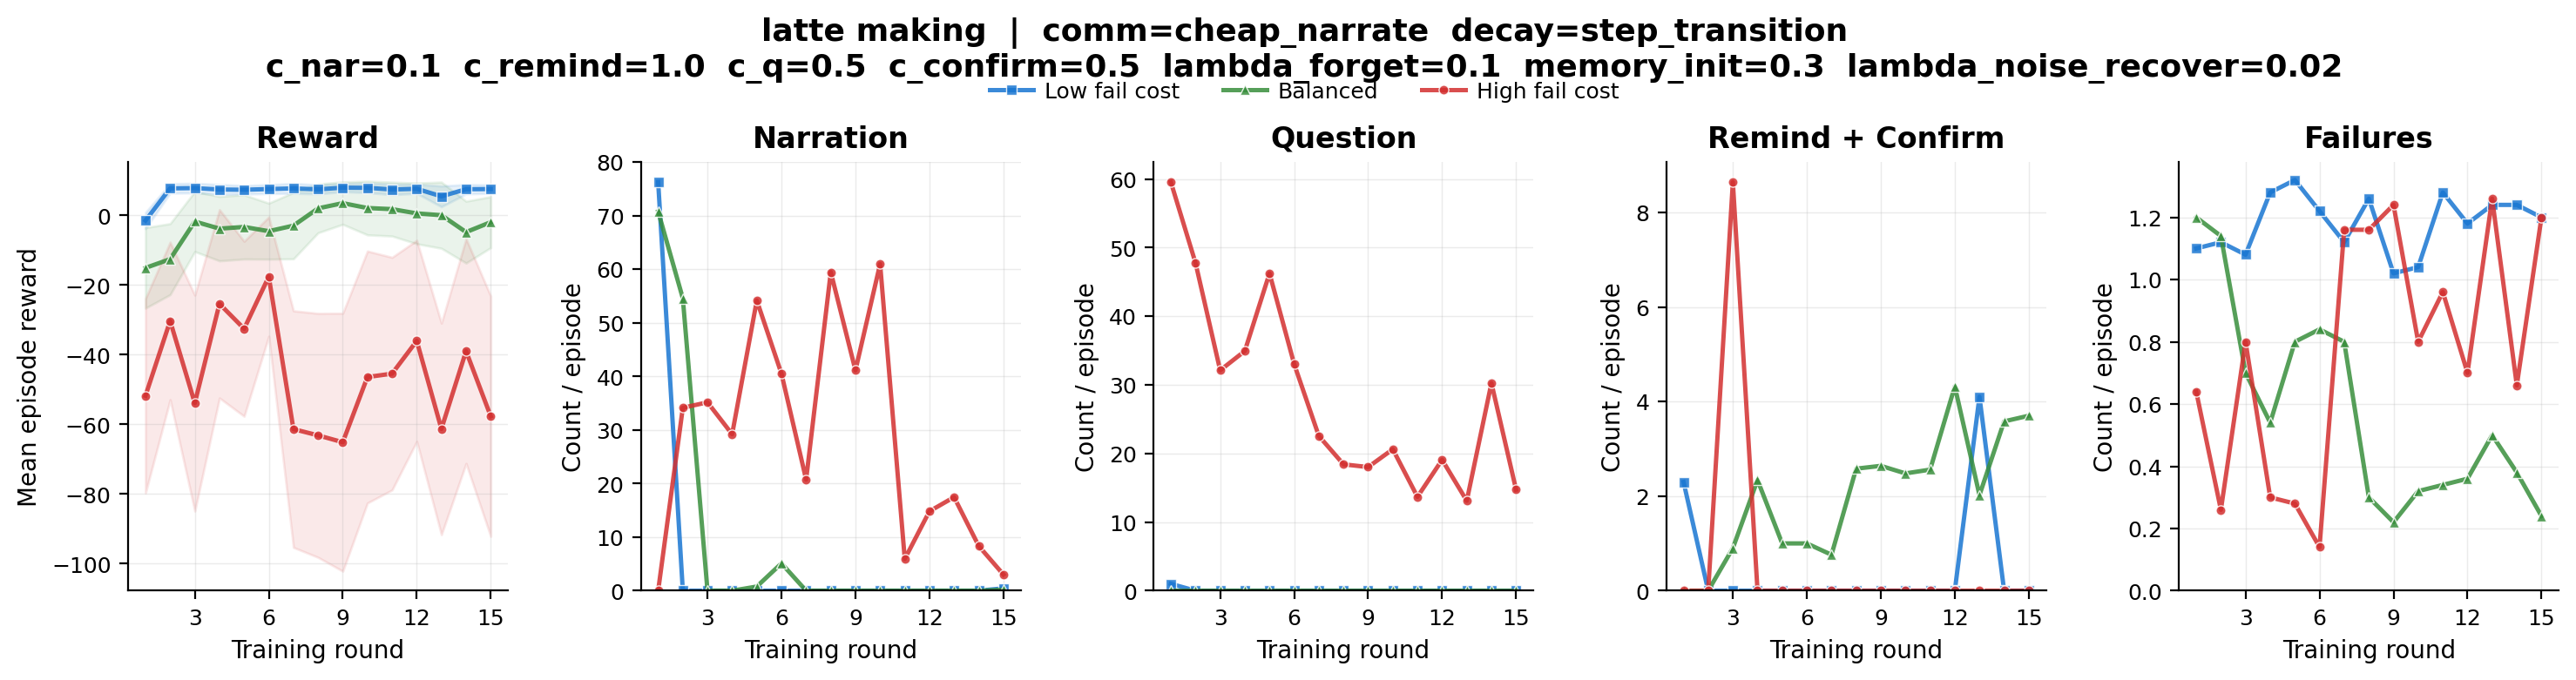 latte making | comm=cheap_narrate decay=step_transition
c_nar=0.1 c_remind=1.0 c_q=0.5 c_confirm=0.5 lambda_forget=0.1 memory_init=0.3 lambda_noise_recover=0.02
Low fail cost Balanced High fail cost
Reward
Mean episode reward
0
−20
−40
−60
−80
−100
3 6 9 12 15
Training round
Narration
Count / episode
80
70
60
50
40
30
20
10
0
3 6 9 12 15
Training round
Question
Count / episode
60
50
40
30
20
10
0
3 6 9 12 15
Training round
Remind + Confirm
Count / episode
8
6
4
2
0
3 6 9 12 15
Training round
Failures
Count / episode
1.2
1.0
0.8
0.6
0.4
0.2
0.0
3 6 9 12 15
Training round